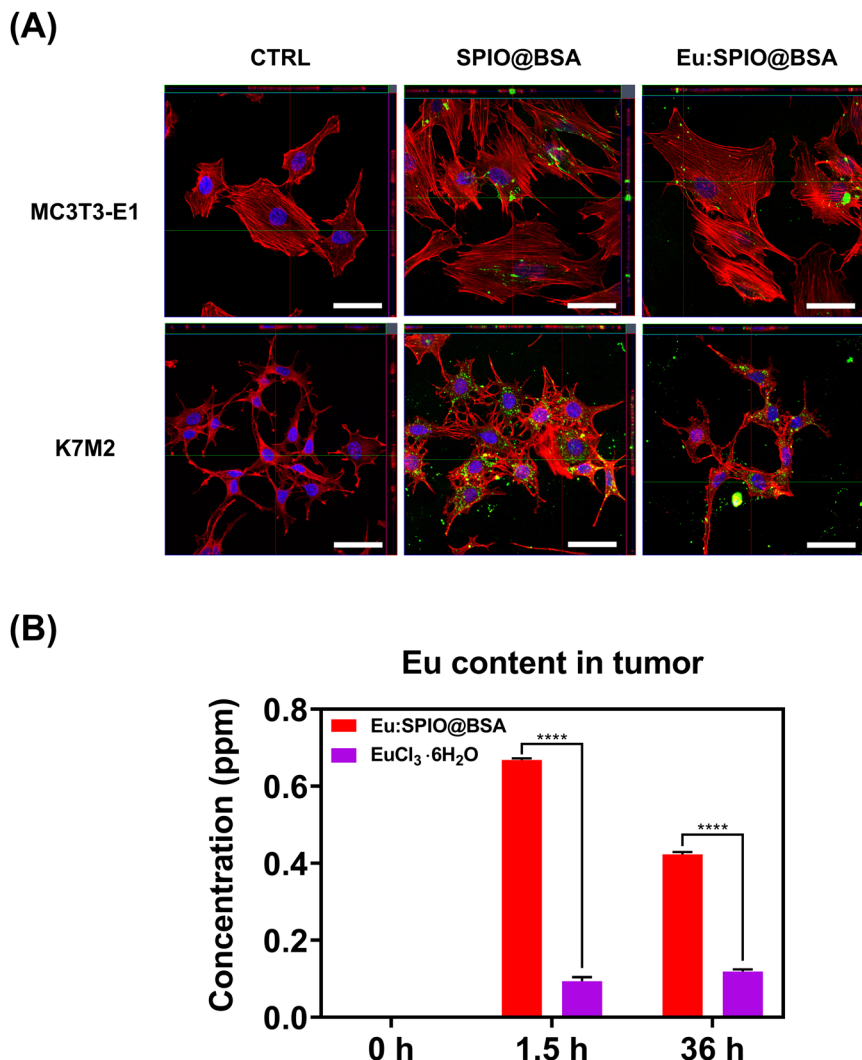 (A)
CTRL
SPIO@BSA
Eu:SPIO@BSA
MC3T3-E1
K7M2
(B)
Eu content in tumor
Concentration (ppm)
0.8
0.6
0.4
0.2
0.0
Eu:SPIO@BSA
EuCl₃·6H₂O
****
****
0 h
1.5 h
36 h